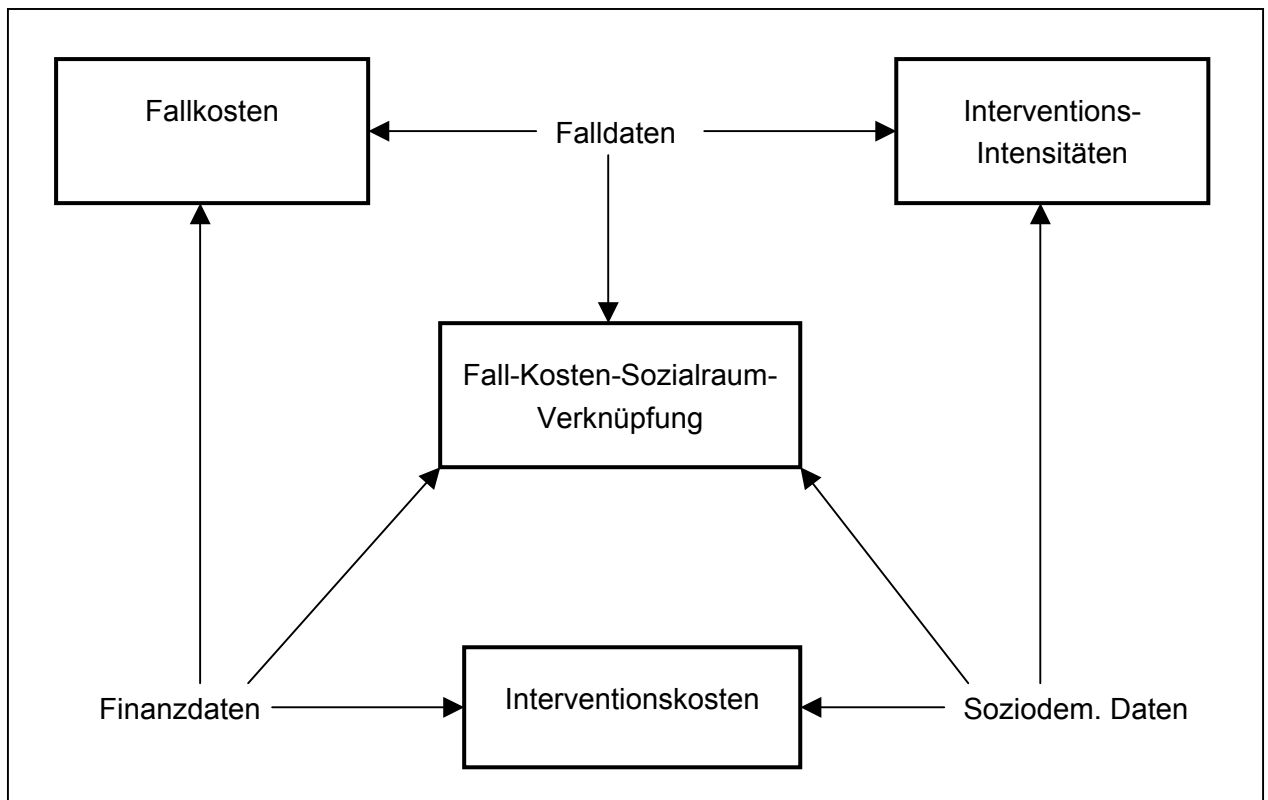 Fallkosten
Falldaten
Interventions-
Intensitäten
Fall-Kosten-Sozialraum-
Verknüpfung
Finanzdaten
Interventionskosten
Soziodem. Daten